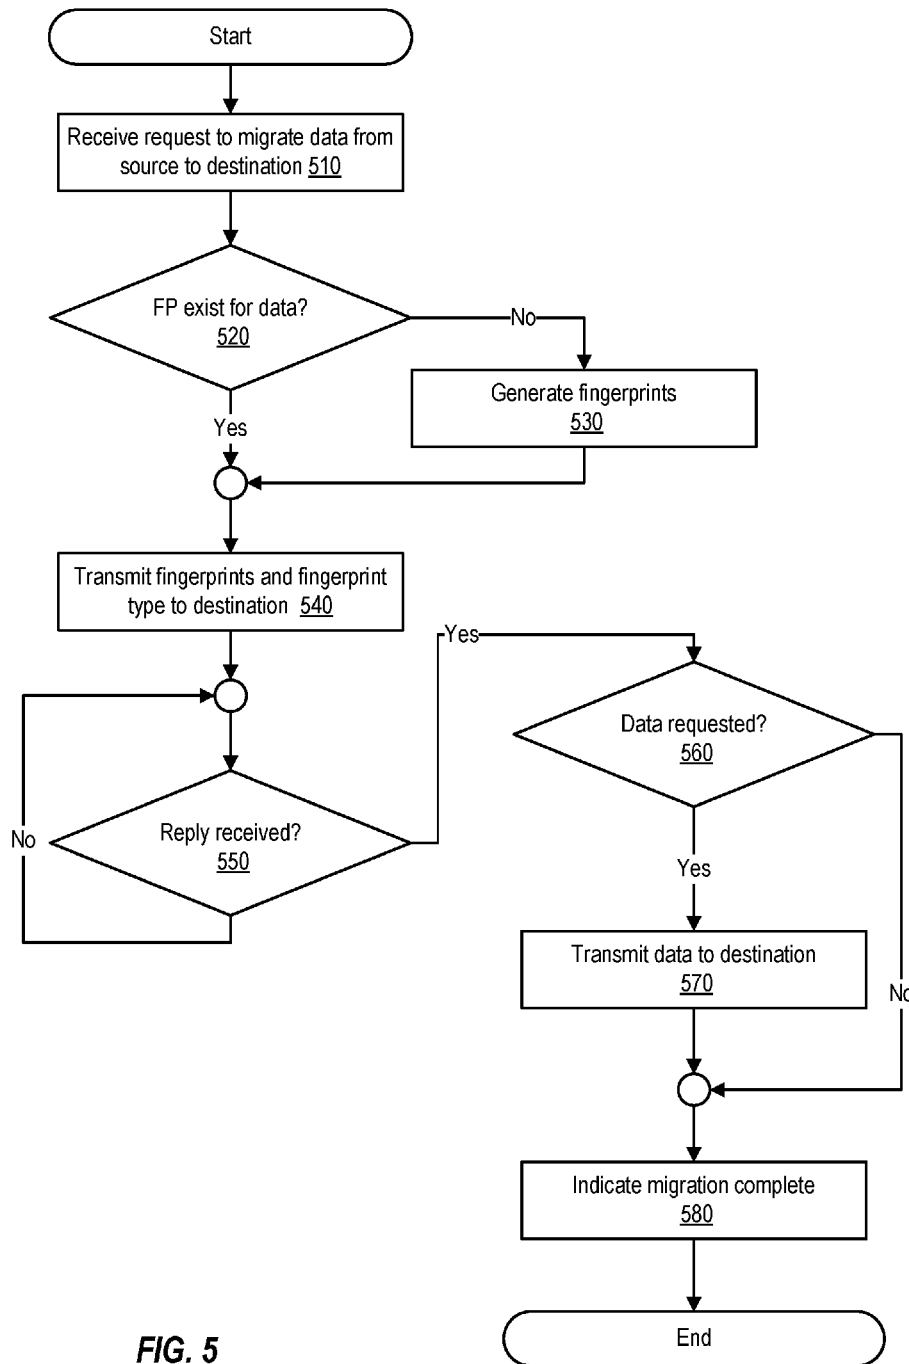 Start
Receive request to migrate data from
source to destination 510
FP exist for data?
520
No
Generate fingerprints
530
Yes
Transmit fingerprints and fingerprint
type to destination 540
Yes
Data requested?
560
Reply received?
550
No
Yes
Transmit data to destination
570
No
Indicate migration complete
580
End
FIG. 5